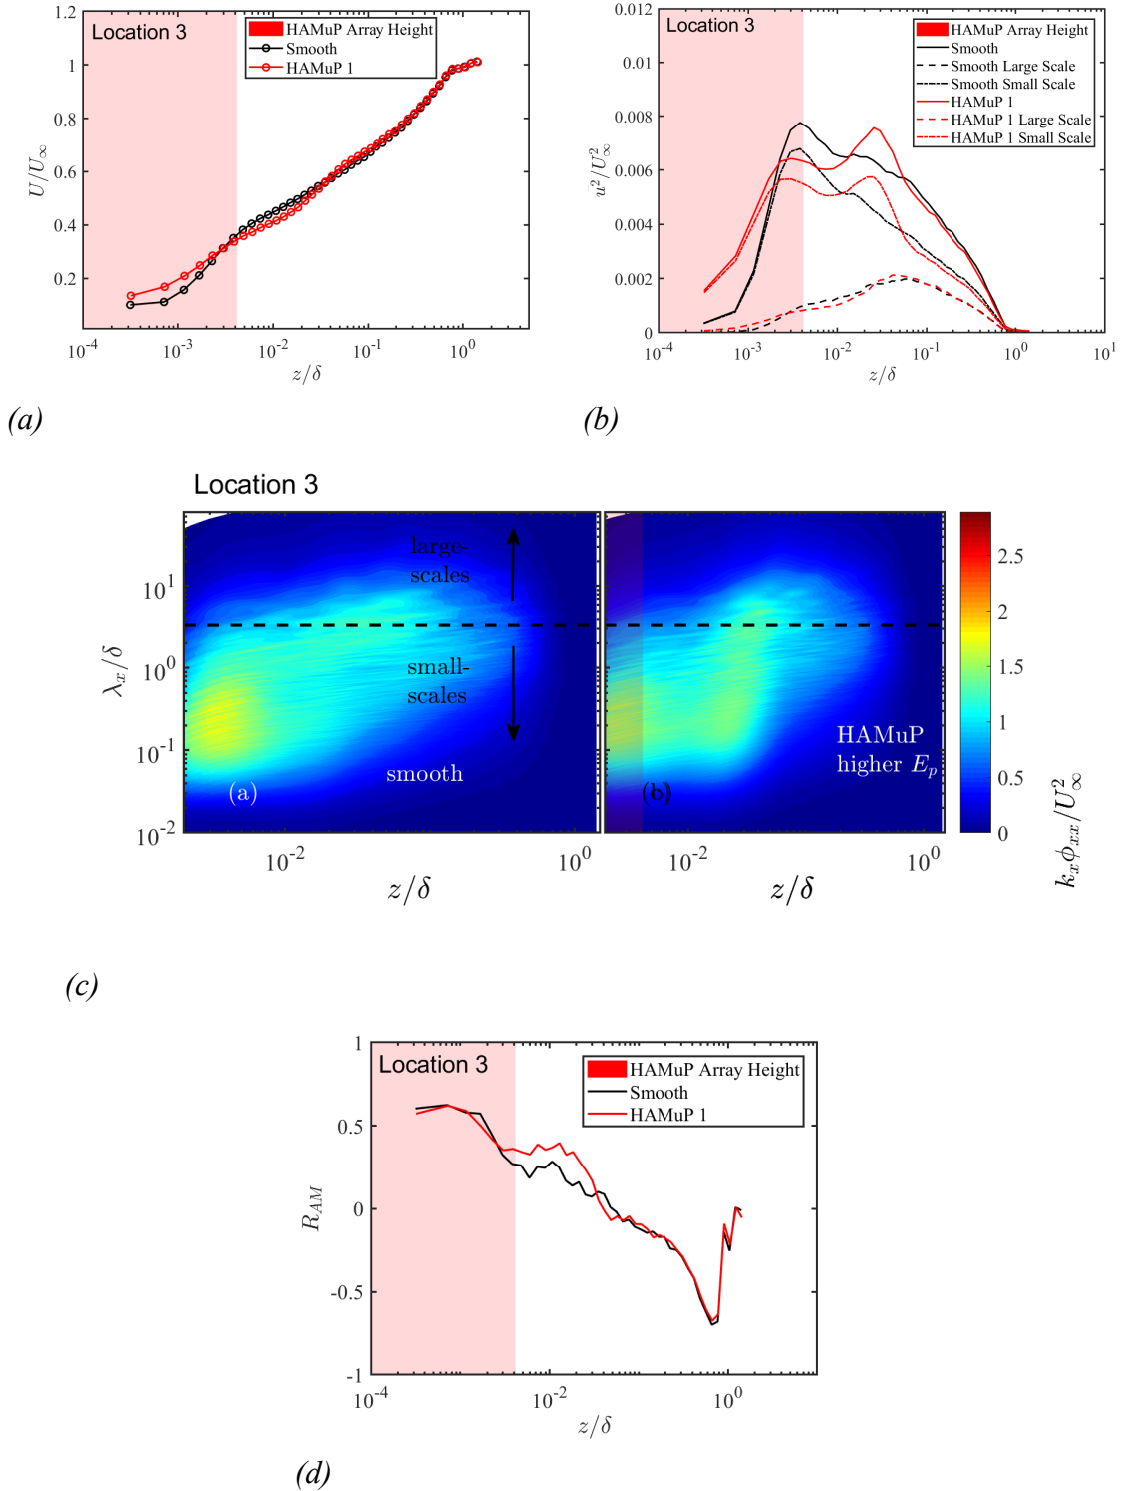 Location 3
HAMuP Array Height
Smooth
HAMuP 1
1.2
1
0.8
0.6
0.4
0.2
U/U∞
10-4
10-3
10-2
10-1
100
z/δ
(a)
Location 3
HAMuP Array Height
Smooth
Smooth Large Scale
Smooth Small Scale
HAMuP 1
HAMuP 1 Large Scale
HAMuP 1 Small Scale
0.012
0.01
0.008
0.006
0.004
0.002
0
u2/U2∞
10-4
10-3
10-2
10-1
100
101
z/δ
(b)
Location 3
large-
scales
small-
scales
smooth
(a)
HAMuP
higher Ep
(b)
101
100
10-1
10-2
λx/δ
10-2
100
z/δ
10-2
100
z/δ
2.5
2
1.5
1
0.5
0
kxϕxx/U2∞
(c)
Location 3
HAMuP Array Height
Smooth
HAMuP 1
1
0.5
0
-0.5
-1
RAM
10-4
10-2
100
z/δ
(d)